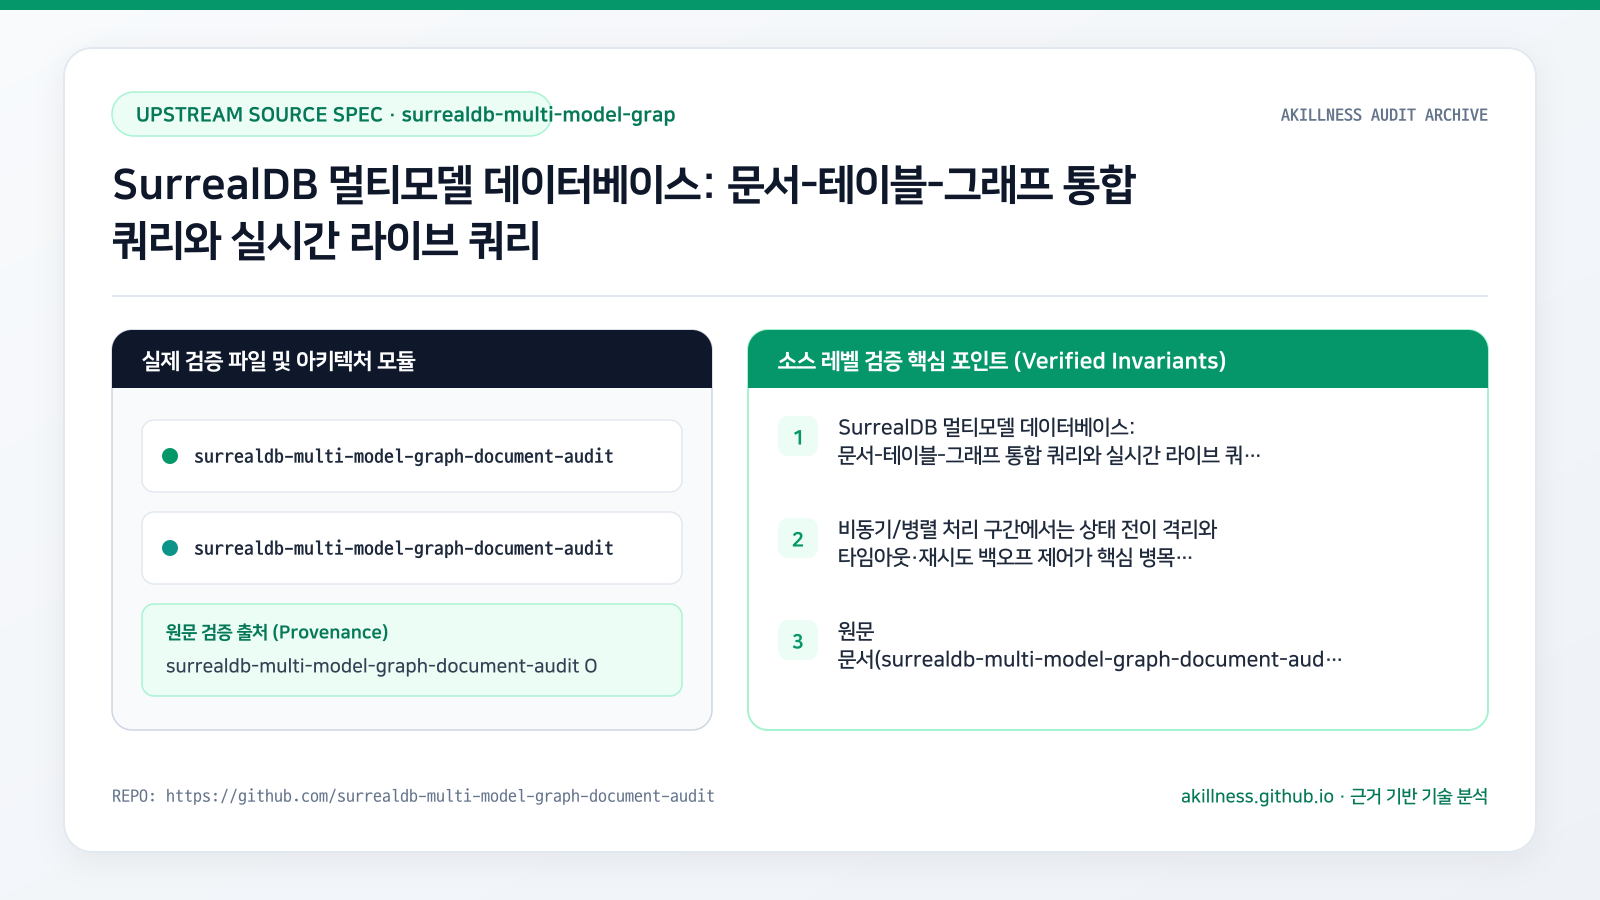 UPSTREAM SOURCE SPEC · surrealdb-multi-model-grap
AKILLNESS AUDIT ARCHIVE
SurrealDB 멀티모델 데이터베이스: 문서-테이블-그래프 통합
쿼리와 실시간 라이브 쿼리
실제 검증 파일 및 아키텍처 모듈
surrealdb-multi-model-graph-document-audit
surrealdb-multi-model-graph-document-audit
원문 검증 출처 (Provenance)
surrealdb-multi-model-graph-document-audit O
소스 레벨 검증 핵심 포인트 (Verified Invariants)
1
SurrealDB 멀티모델 데이터베이스:
문서-테이블-그래프 통합 쿼리와 실시간 라이브 쿼…
2
비동기/병렬 처리 구간에서는 상태 전이 격리와
타임아웃·재시도 백오프 제어가 핵심 병목…
3
원문
문서(surrealdb-multi-model-graph-document-aud…
REPO: https://github.com/surrealdb-multi-model-graph-document-audit
akillness.github.io · 근거 기반 기술 분석